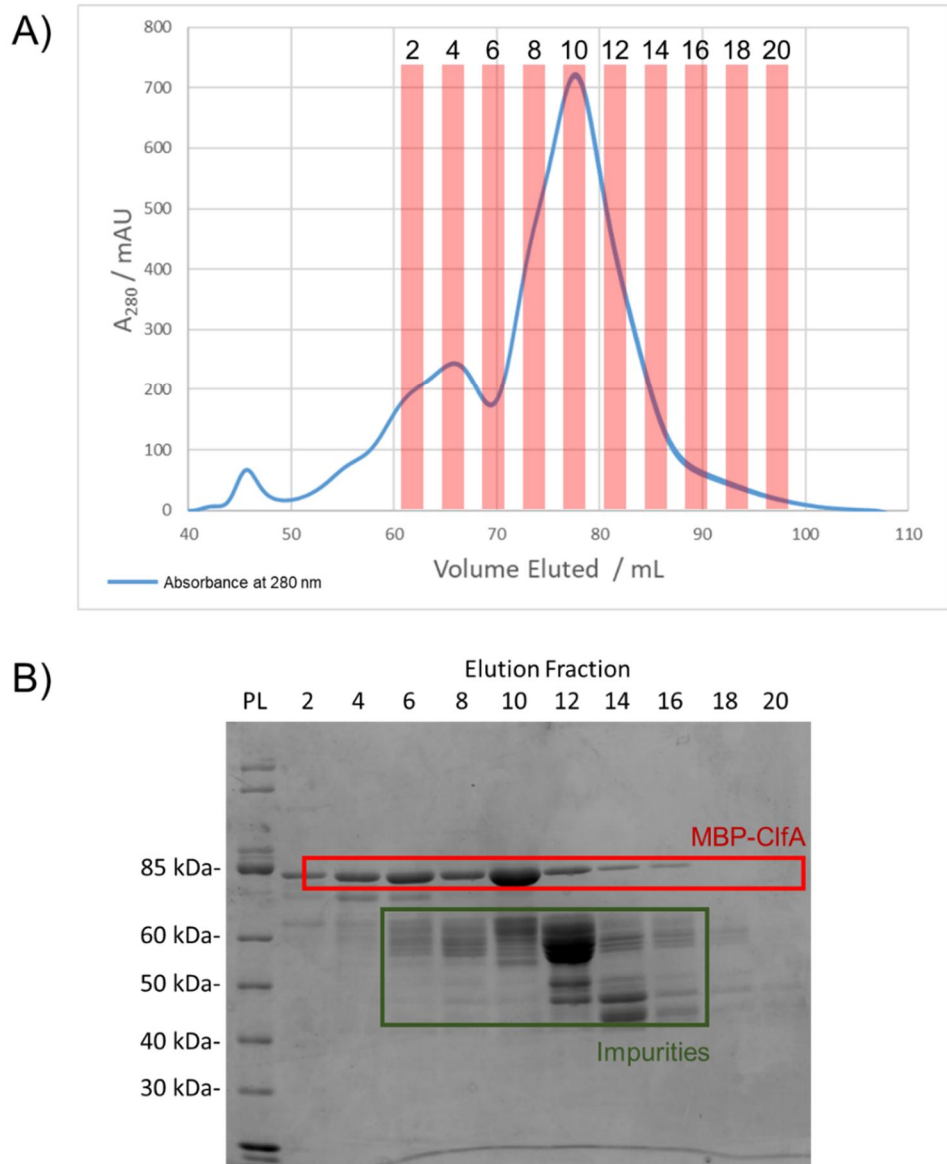 A)
800
2 4 6 8 10 12 14 16 18 20
700
600
500
400
300
200
100
0
A280 / mAU
40 50 60 70 80 90 100 110
Volume Eluted / mL
Absorbance at 280 nm
B)
Elution Fraction
PL 2 4 6 8 10 12 14 16 18 20
MBP-ClfA
85 kDa-
60 kDa-
50 kDa-
40 kDa-
Impurities
30 kDa-